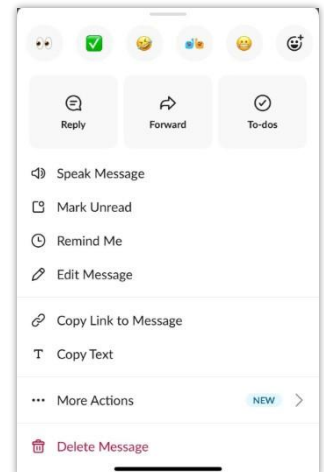 Reply
Forward
To-dos
Speak Message
Mark Unread
Remind Me
Edit Message
Copy Link to Message
T Copy Text
More Actions NEW
Delete Message